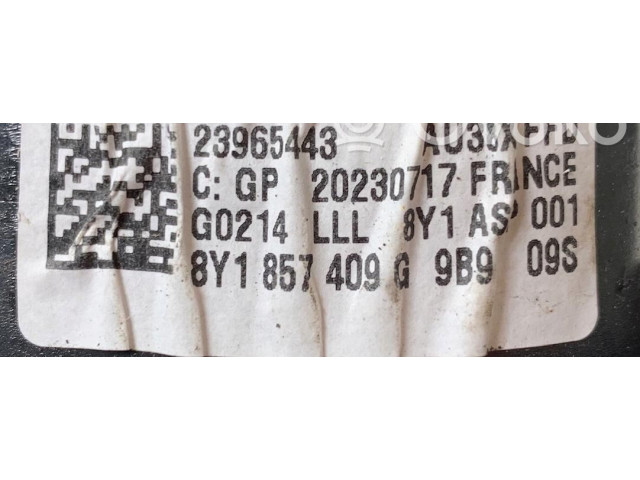 23965443
C: GP 20230717 FRANCE
G0214 LLL 8Y1 AS' 001
8Y1 857 409 G 9B9 09S